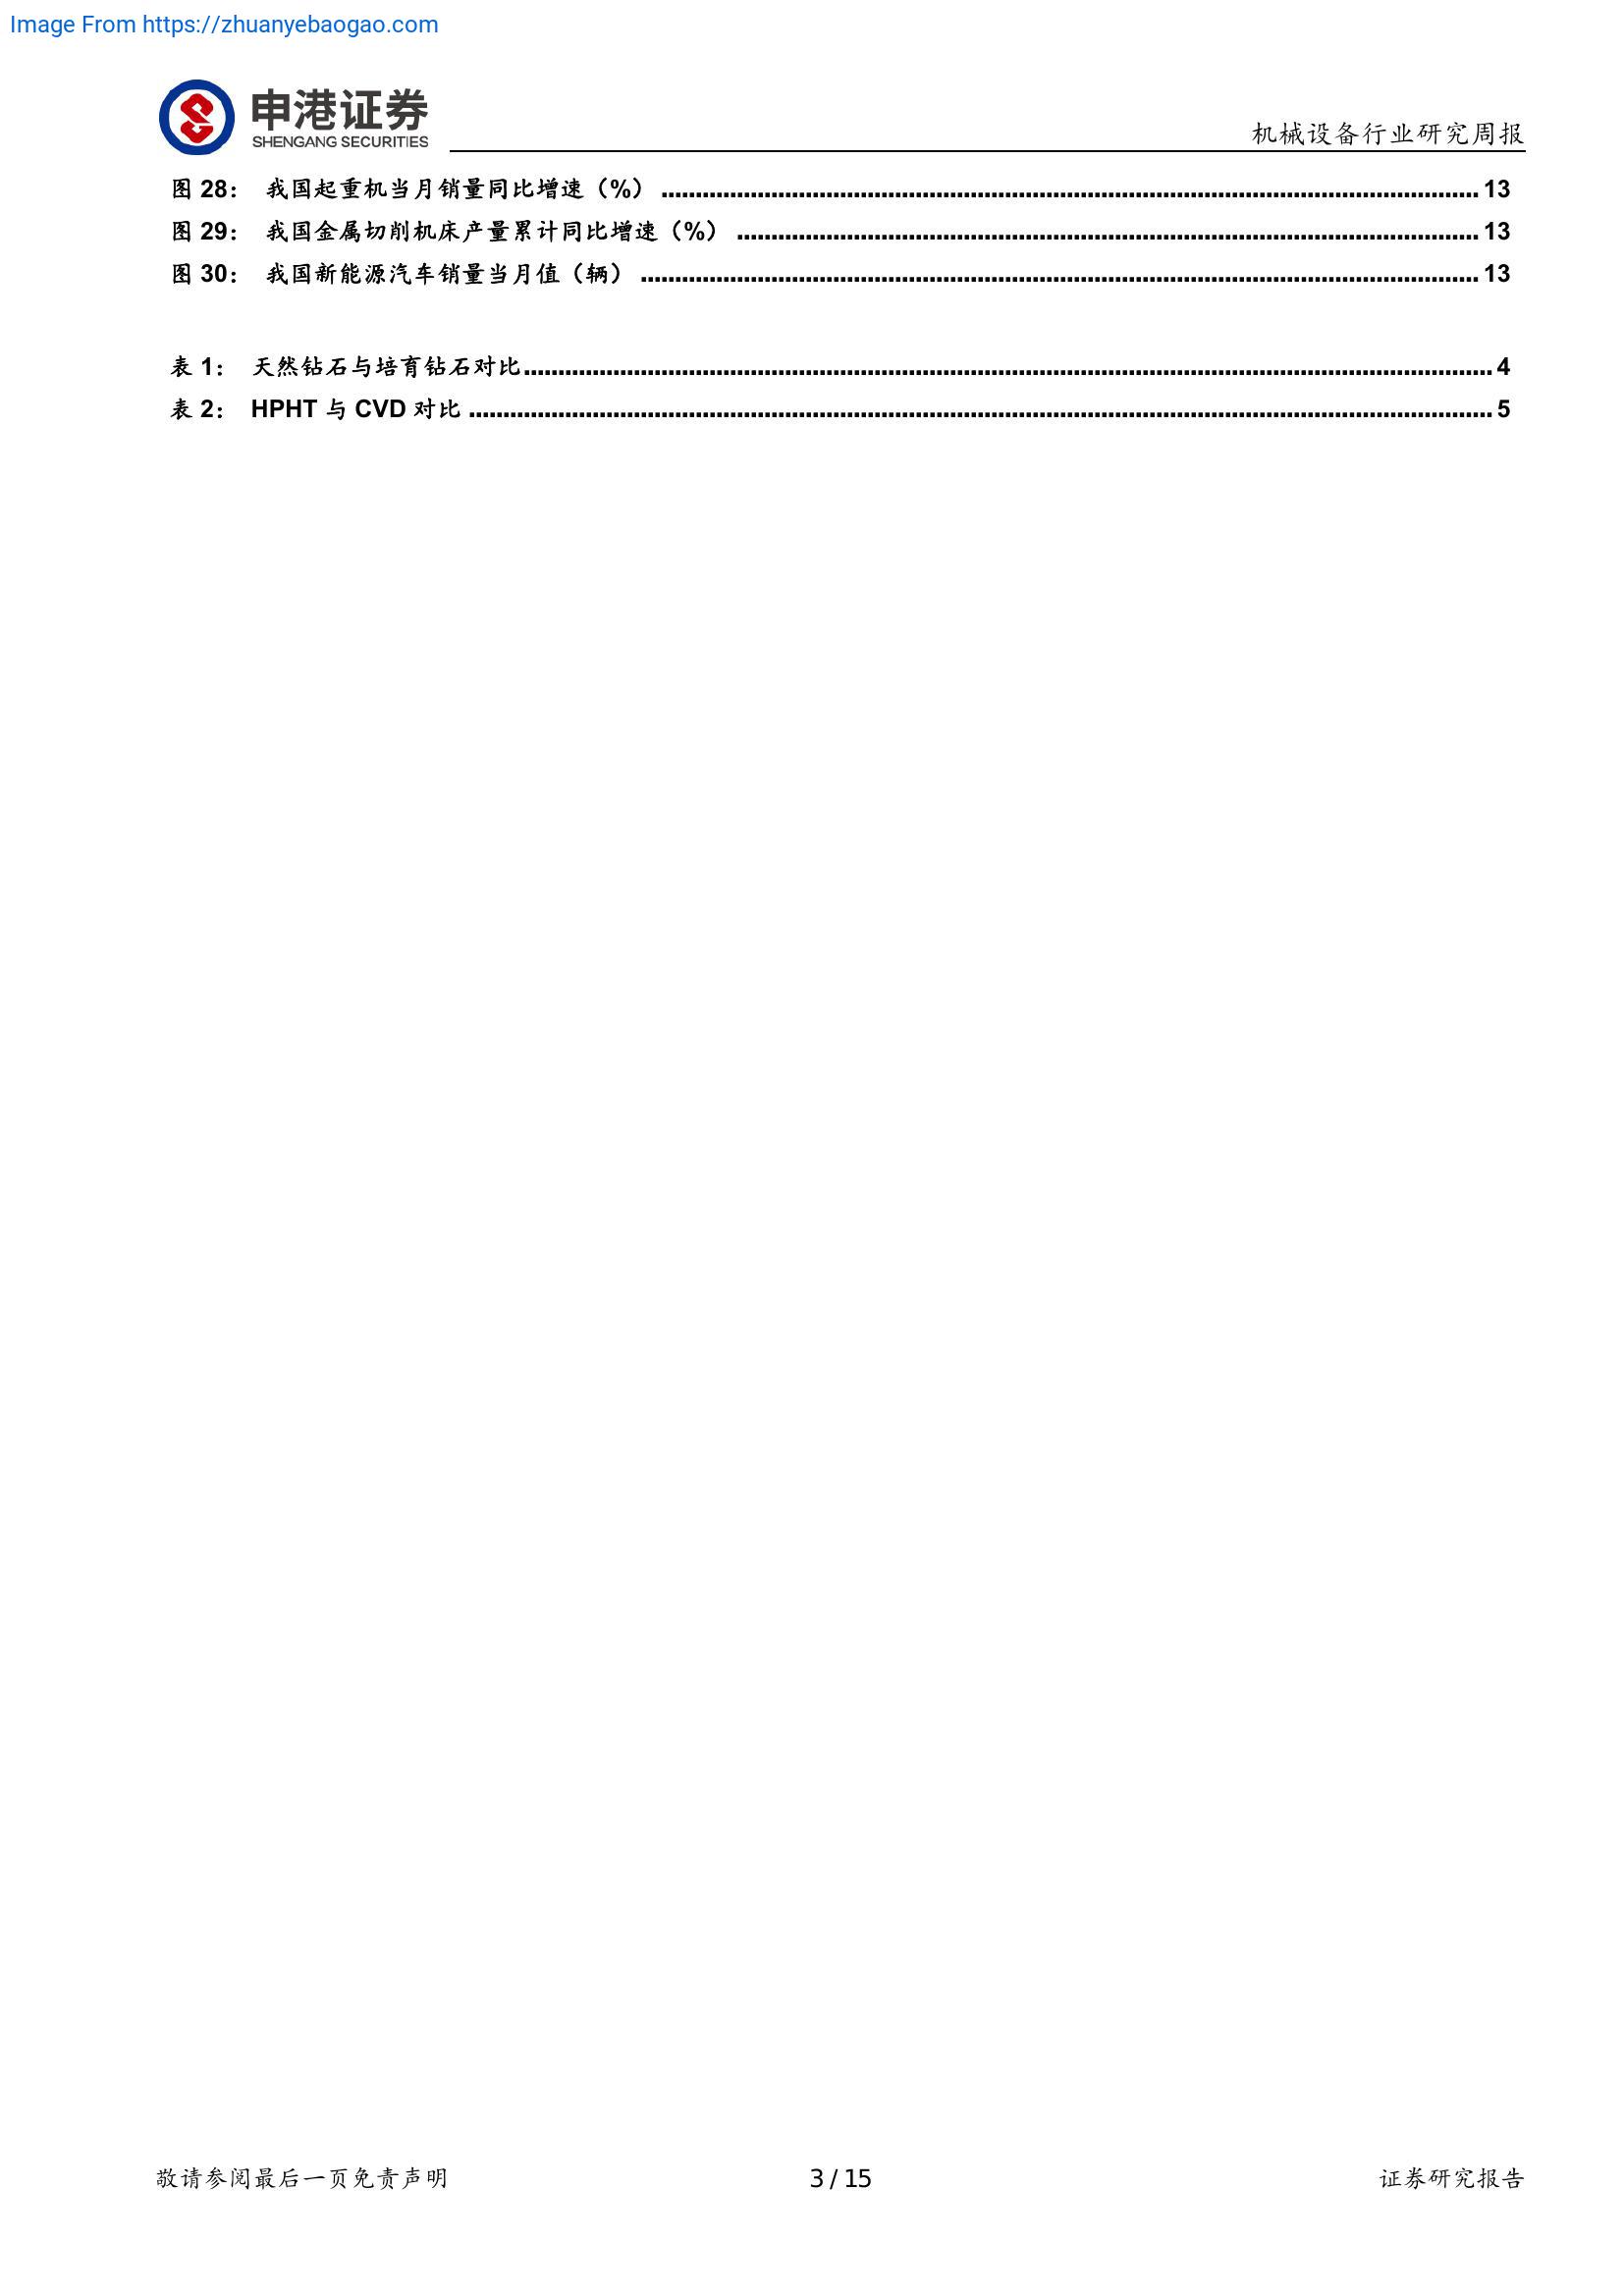 Image From https://zhuanyebaogao.com
申港证券
SHENGANG SECURITIES
机械设备行业研究周报
图 28： 我国起重机当月销量同比增速（%） ........................ 13
图 29： 我国金属切削机床产量累计同比增速（%） ........................ 13
图 30： 我国新能源汽车销量当月值（辆） ........................ 13
表 1： 天然钻石与培育钻石对比........................ 4
表 2： HPHT 与 CVD 对比 ........................ 5
敬请参阅最后一页免责声明 3 / 15 证券研究报告